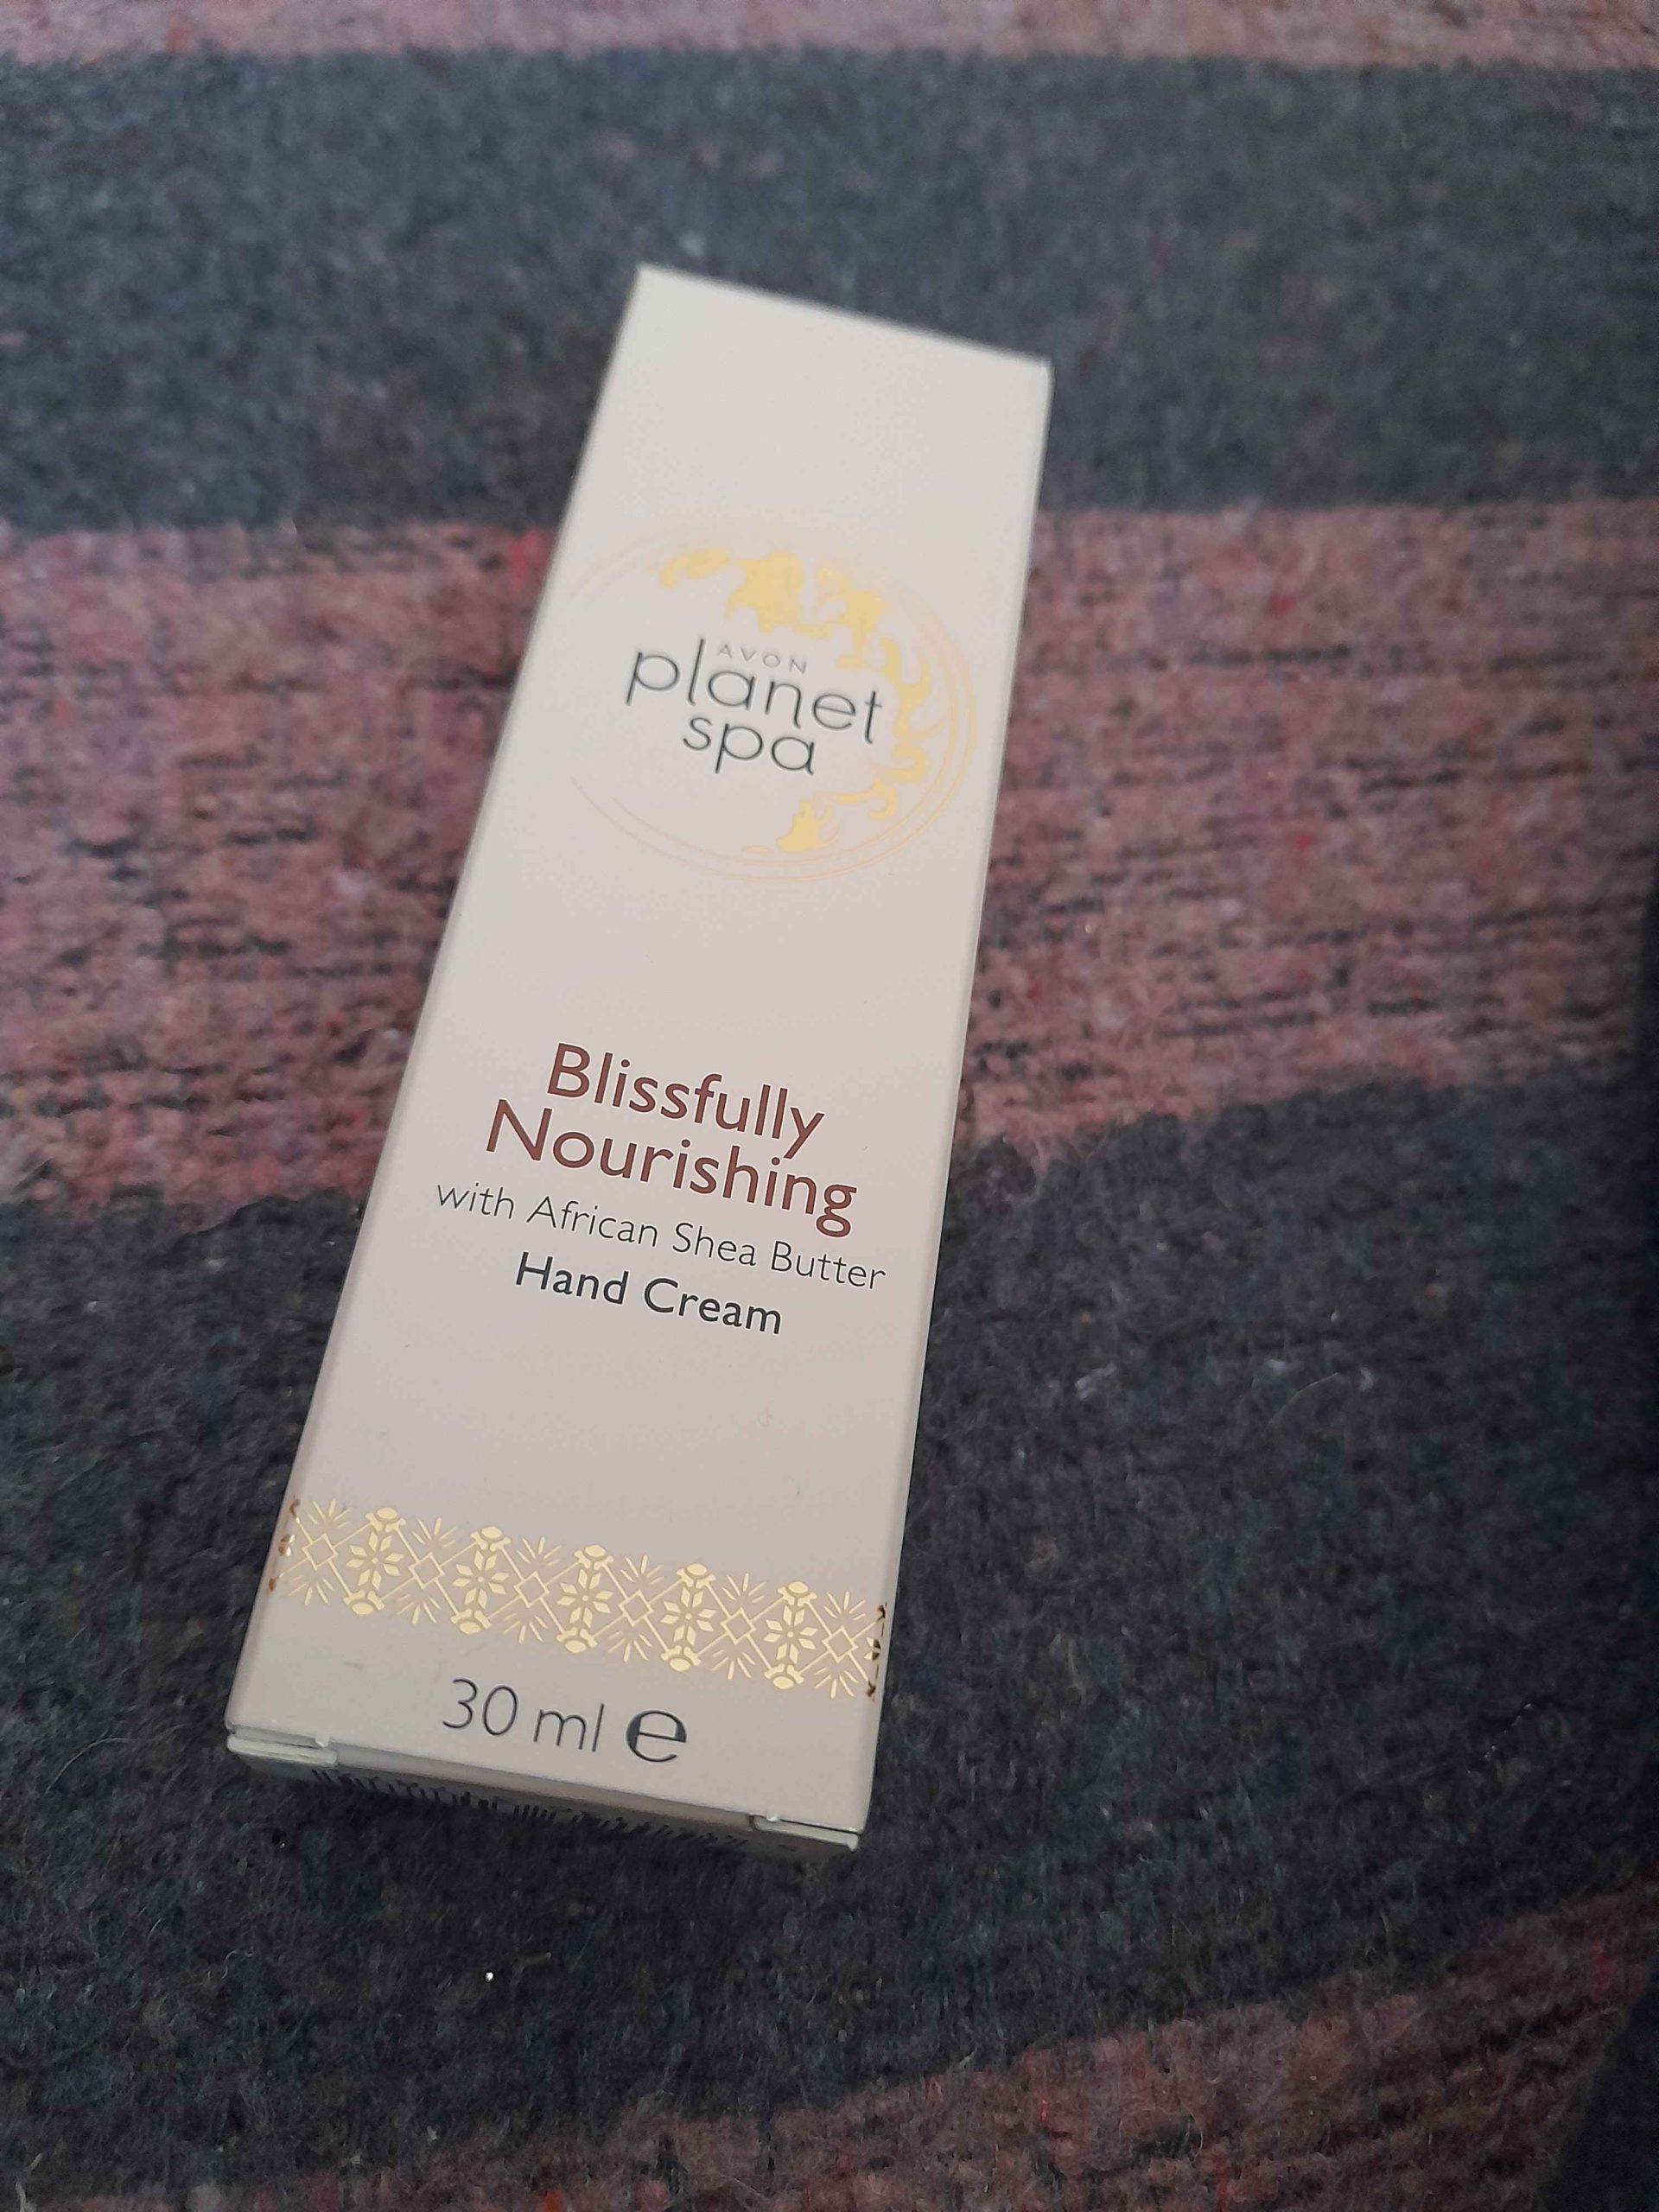 AVON
planet
spa
Blissfully
Nourishing
with African Shea Butter
Hand Cream
30 ml ℮